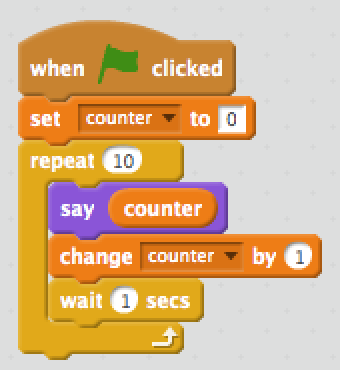 when clicked
set counter to 0
repeat 10
say counter
change counter by 1
wait 1 secs